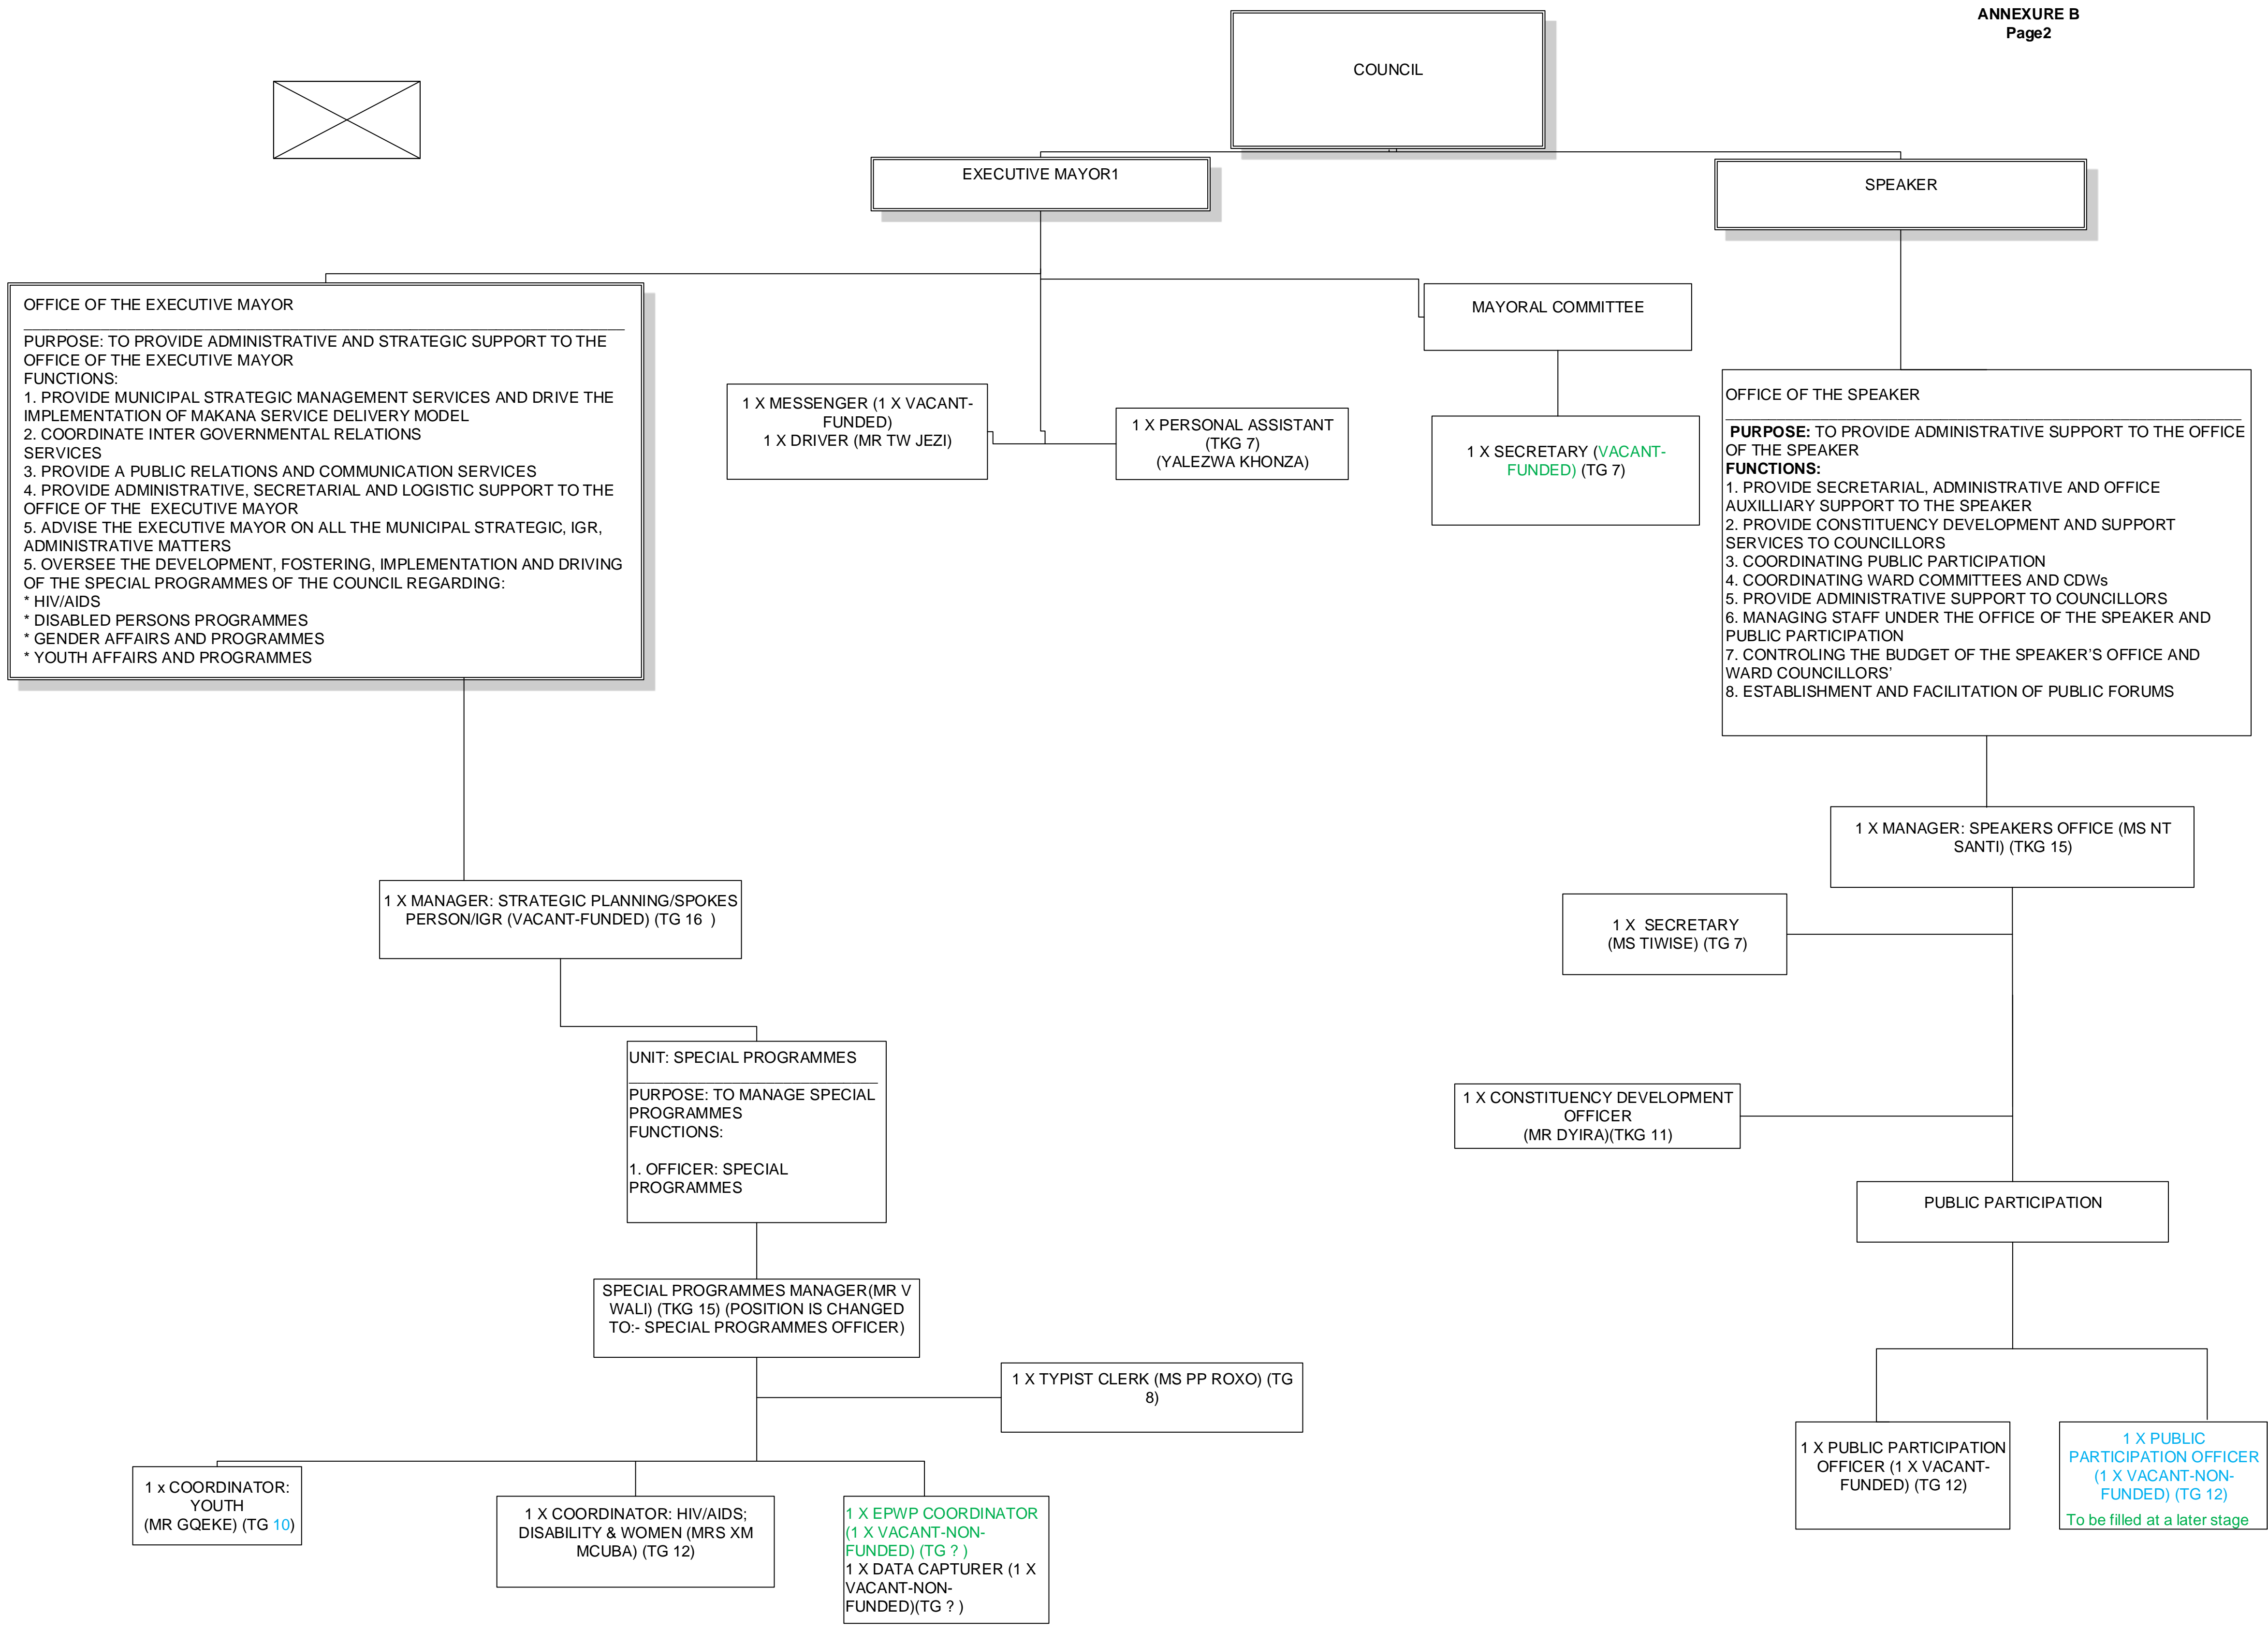 ANNEXURE B
Page2
COUNCIL
EXECUTIVE MAYOR1
SPEAKER
OFFICE OF THE EXECUTIVE MAYOR
PURPOSE: TO PROVIDE ADMINISTRATIVE AND STRATEGIC SUPPORT TO THE
OFFICE OF THE EXECUTIVE MAYOR
FUNCTIONS:
1. PROVIDE MUNICIPAL STRATEGIC MANAGEMENT SERVICES AND DRIVE THE
IMPLEMENTATION OF MAKANA SERVICE DELIVERY MODEL
2. COORDINATE INTER GOVERNMENTAL RELATIONS
SERVICES
3. PROVIDE A PUBLIC RELATIONS AND COMMUNICATION SERVICES
4. PROVIDE ADMINISTRATIVE, SECRETARIAL AND LOGISTIC SUPPORT TO THE
OFFICE OF THE  EXECUTIVE MAYOR
5. ADVISE THE EXECUTIVE MAYOR ON ALL THE MUNICIPAL STRATEGIC, IGR,
ADMINISTRATIVE MATTERS
5. OVERSEE THE DEVELOPMENT, FOSTERING, IMPLEMENTATION AND DRIVING
OF THE SPECIAL PROGRAMMES OF THE COUNCIL REGARDING:
* HIV/AIDS
* DISABLED PERSONS PROGRAMMES
* GENDER AFFAIRS AND PROGRAMMES
* YOUTH AFFAIRS AND PROGRAMMES
1 X MESSENGER (1 X VACANT-
FUNDED)
1 X DRIVER (MR TW JEZI)
1 X PERSONAL ASSISTANT
(TKG 7)
(YALEZWA KHONZA)
MAYORAL COMMITTEE
1 X SECRETARY (VACANT-
FUNDED) (TG 7)
OFFICE OF THE SPEAKER
PURPOSE: TO PROVIDE ADMINISTRATIVE SUPPORT TO THE OFFICE
OF THE SPEAKER
FUNCTIONS:
1. PROVIDE SECRETARIAL, ADMINISTRATIVE AND OFFICE
AUXILLIARY SUPPORT TO THE SPEAKER
2. PROVIDE CONSTITUENCY DEVELOPMENT AND SUPPORT
SERVICES TO COUNCILLORS
3. COORDINATING PUBLIC PARTICIPATION
4. COORDINATING WARD COMMITTEES AND CDWs
5. PROVIDE ADMINISTRATIVE SUPPORT TO COUNCILLORS
6. MANAGING STAFF UNDER THE OFFICE OF THE SPEAKER AND
PUBLIC PARTICIPATION
7. CONTROLING THE BUDGET OF THE SPEAKER’S OFFICE AND
WARD COUNCILLORS’
8. ESTABLISHMENT AND FACILITATION OF PUBLIC FORUMS
1 X MANAGER: SPEAKERS OFFICE (MS NT
SANTI) (TKG 15)
1 X MANAGER: STRATEGIC PLANNING/SPOKES
PERSON/IGR (VACANT-FUNDED) (TG 16  )
1 X  SECRETARY
(MS TIWISE) (TG 7)
UNIT: SPECIAL PROGRAMMES
PURPOSE: TO MANAGE SPECIAL
PROGRAMMES
FUNCTIONS:
1. OFFICER: SPECIAL
PROGRAMMES
1 X CONSTITUENCY DEVELOPMENT
OFFICER
(MR DYIRA)(TKG 11)
PUBLIC PARTICIPATION
SPECIAL PROGRAMMES MANAGER(MR V
WALI) (TKG 15) (POSITION IS CHANGED
TO:- SPECIAL PROGRAMMES OFFICER)
1 X TYPIST CLERK (MS PP ROXO) (TG
8)
1 x COORDINATOR:
YOUTH
(MR GQEKE) (TG 10)
1 X COORDINATOR: HIV/AIDS;
DISABILITY & WOMEN (MRS XM
MCUBA) (TG 12)
1 X EPWP COORDINATOR
(1 X VACANT-NON-
FUNDED) (TG ? )
1 X DATA CAPTURER (1 X
VACANT-NON-
FUNDED)(TG ? )
1 X PUBLIC PARTICIPATION
OFFICER (1 X VACANT-
FUNDED) (TG 12)
1 X PUBLIC
PARTICIPATION OFFICER
(1 X VACANT-NON-
FUNDED) (TG 12)
To be filled at a later stage